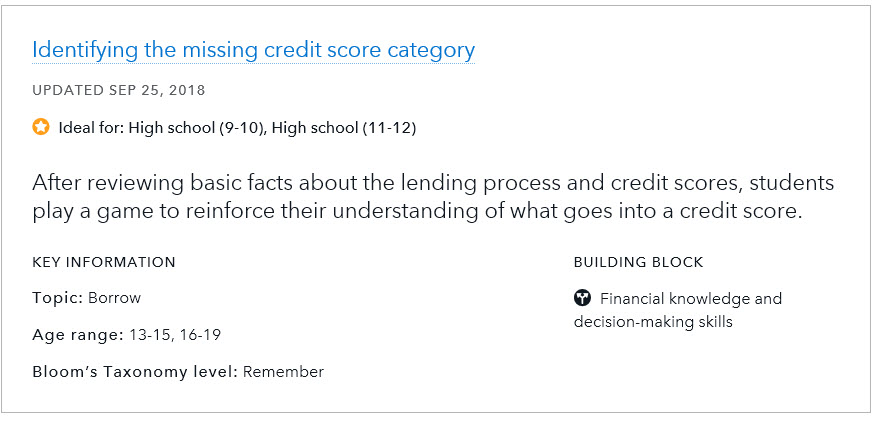 Identifying the missing credit score category
UPDATED SEP 25, 2018
Ideal for: High school (9-10), High school (11-12)
After reviewing basic facts about the lending process and credit scores, students
play a game to reinforce their understanding of what goes into a credit score.
KEY INFORMATION
Topic: Borrow
Age range: 13-15, 16-19
Bloom’s Taxonomy level: Remember
BUILDING BLOCK
Financial knowledge and
decision-making skills